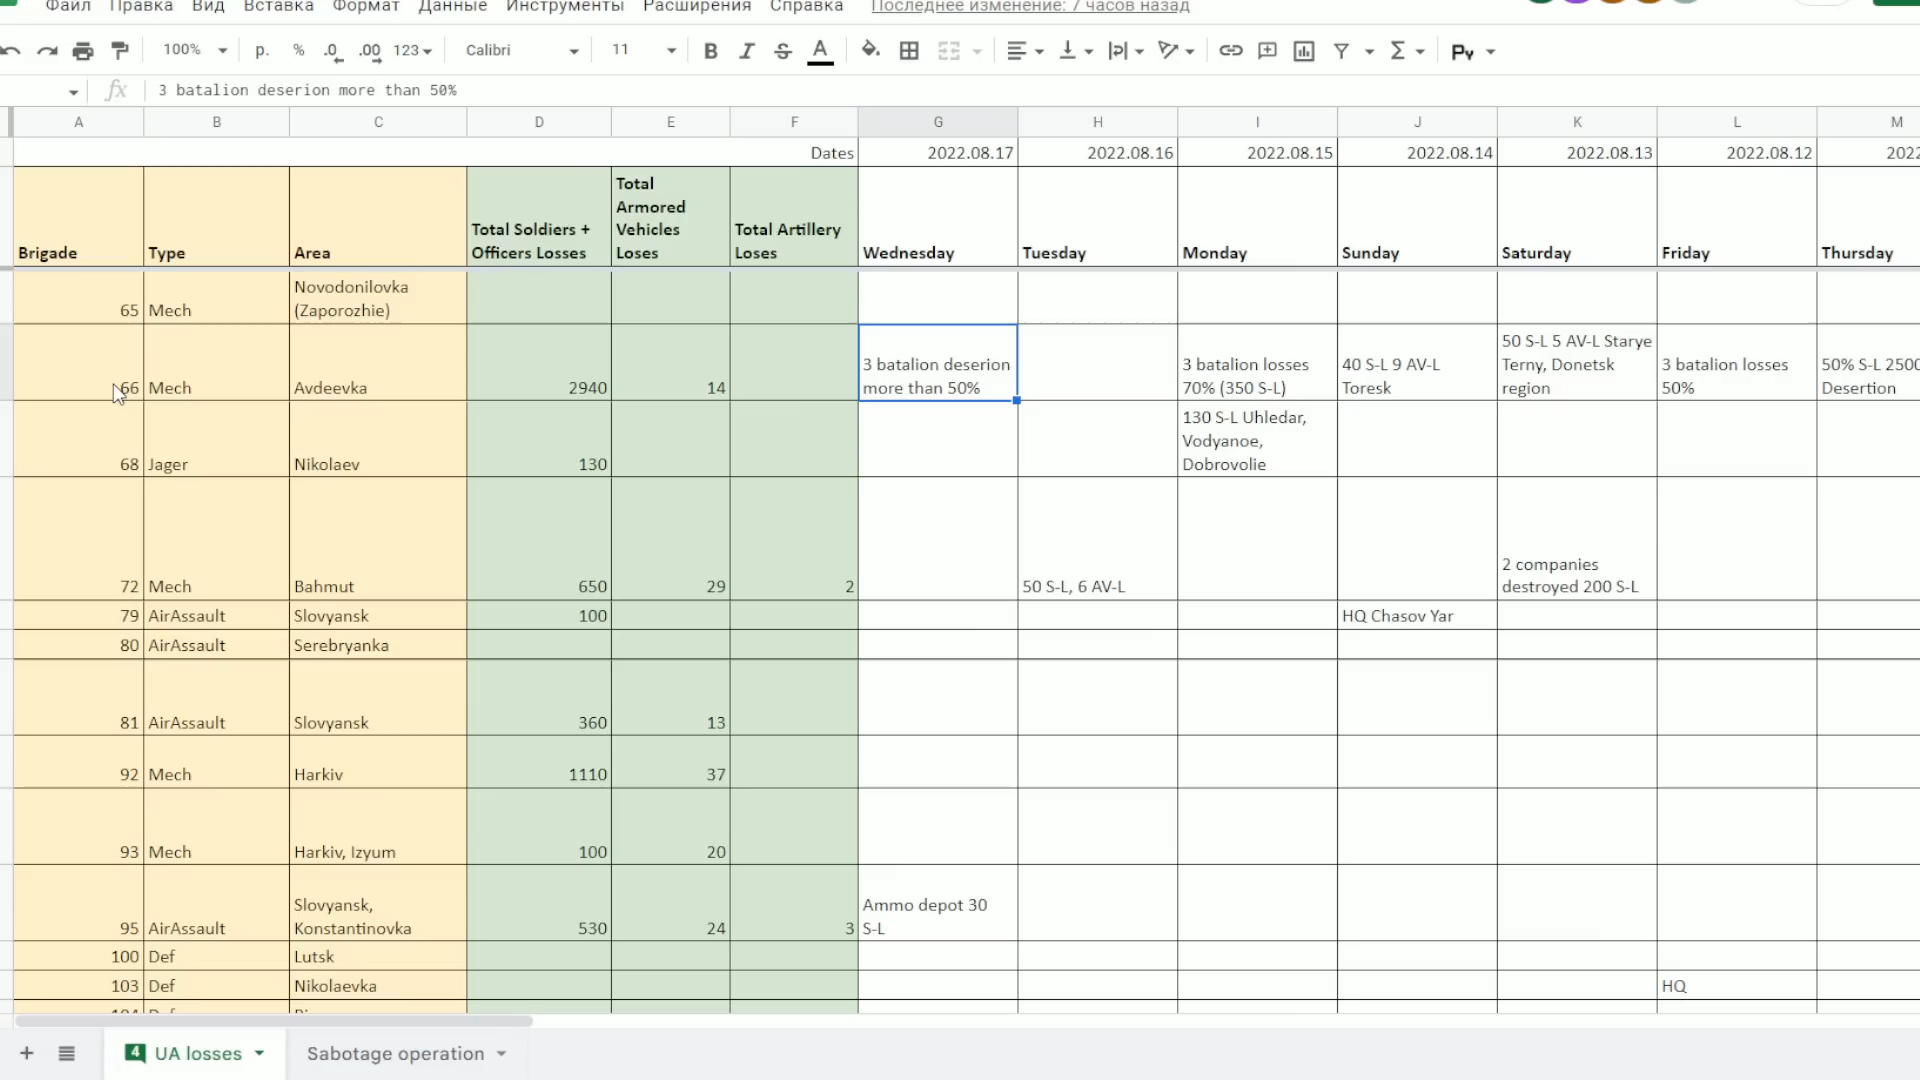 Файл Правка Вид Вставка Формат Данные Инструменты Расширения Справка Последнее изменение: 7 часов назад
100% р. % .0 .00 123 Calibri 11 B I S A Σ Ру
fx 3 batalion deserion more than 50%
A B C D E F G H I J K L M
Dates 2022.08.17 2022.08.16 2022.08.15 2022.08.14 2022.08.13 2022.08.12 2022
Total
Armored
Total Soldiers + Vehicles Total Artillery
Brigade Type Area Officers Losses Loses Loses Wednesday Tuesday Monday Sunday Saturday Friday Thursday
Novodonilovka
65 Mech (Zaporozhie)
50 S-L 5 AV-L Starye
3 batalion deserion 3 batalion losses 40 S-L 9 AV-L Terny, Donetsk 3 batalion losses 50% S-L 2500
66 Mech Avdeevka 2940 14 more than 50% 70% (350 S-L) Toresk region 50% Desertion
130 S-L Uhledar,
Vodyanoe,
68 Jager Nikolaev 130 Dobrovolie
2 companies
72 Mech Bahmut 650 29 2 50 S-L, 6 AV-L destroyed 200 S-L
79 AirAssault Slovyansk 100 HQ Chasov Yar
80 AirAssault Serebryanka
81 AirAssault Slovyansk 360 13
92 Mech Harkiv 1110 37
93 Mech Harkiv, Izyum 100 20
Slovyansk, Ammo depot 30
95 AirAssault Konstantinovka 530 24 3 S-L
100 Def Lutsk
103 Def Nikolaevka HQ
4 UA losses Sabotage operation